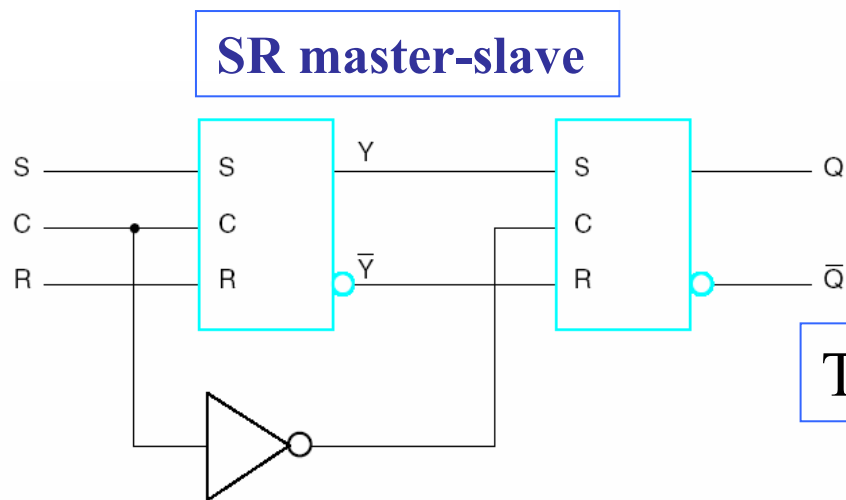 SR master-slave
S S Y S Q
C C C
R R Y̅ R Q̅
T